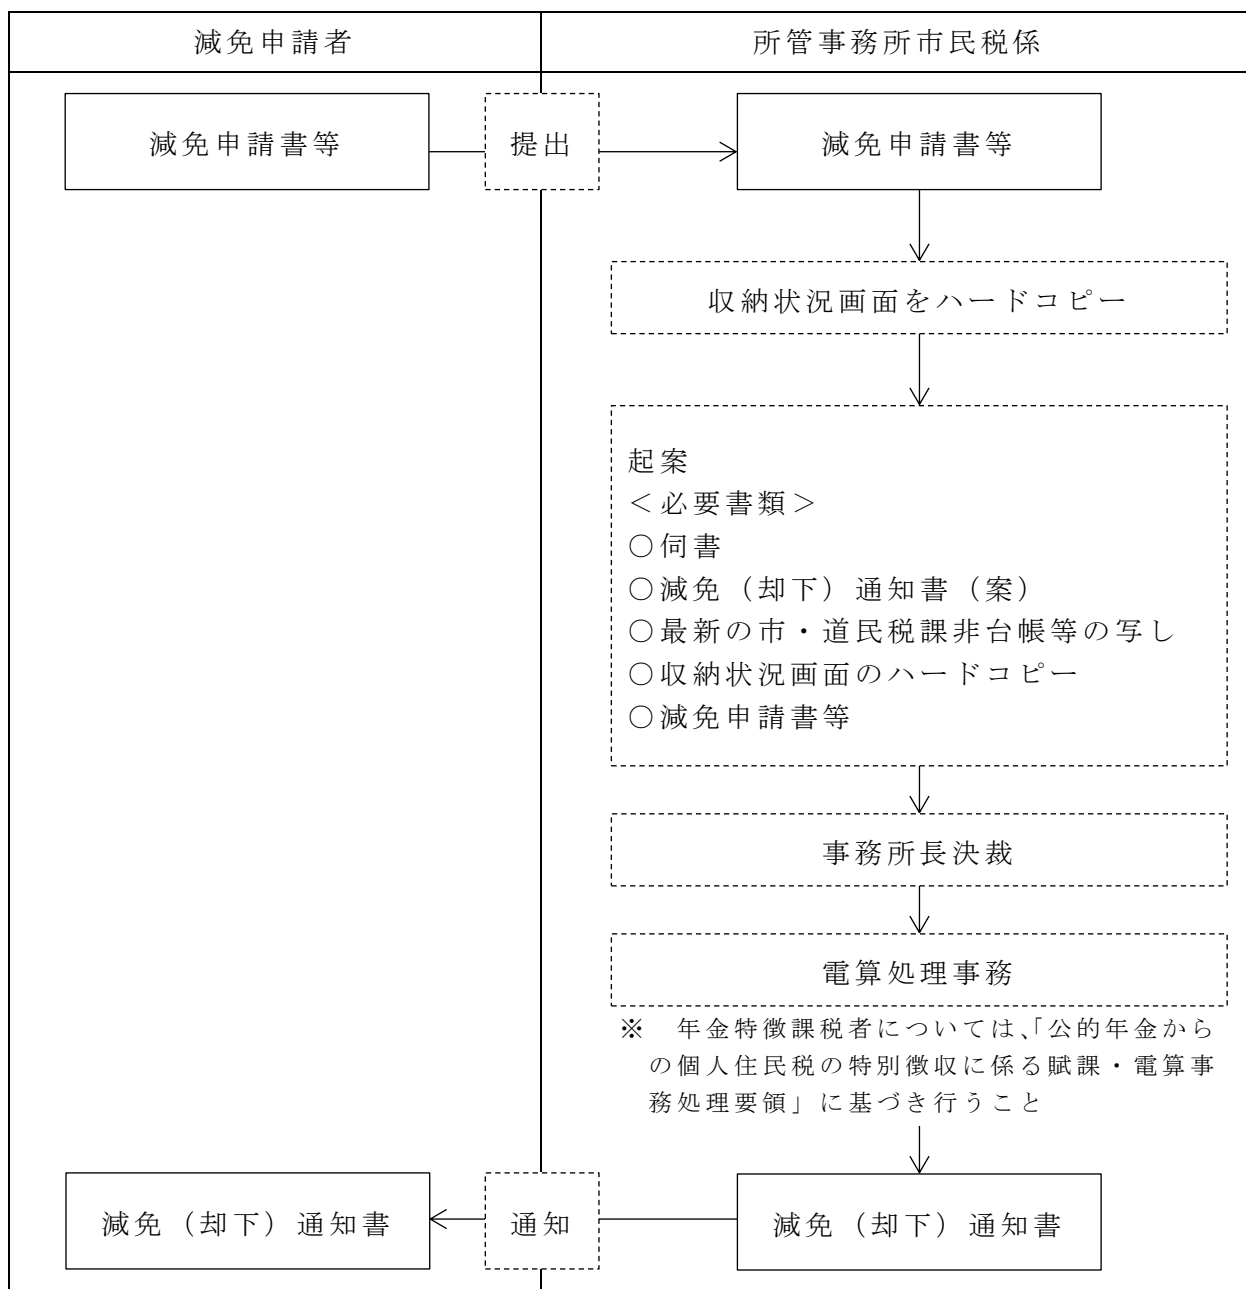 減免申請者
所管事務所市民税係
減免申請書等
提出
減免申請書等
収納状況画面をハードコピー
起案
＜必要書類＞
○伺書
○減免（却下）通知書（案）
○最新の市・道民税課非台帳等の写し
○収納状況画面のハードコピー
○減免申請書等
事務所長決裁
電算処理事務
※　年金特徴課税者については、「公的年金から
の個人住民税の特別徴収に係る賦課・電算事
務処理要領」に基づき行うこと
減免（却下）通知書
通知
減免（却下）通知書